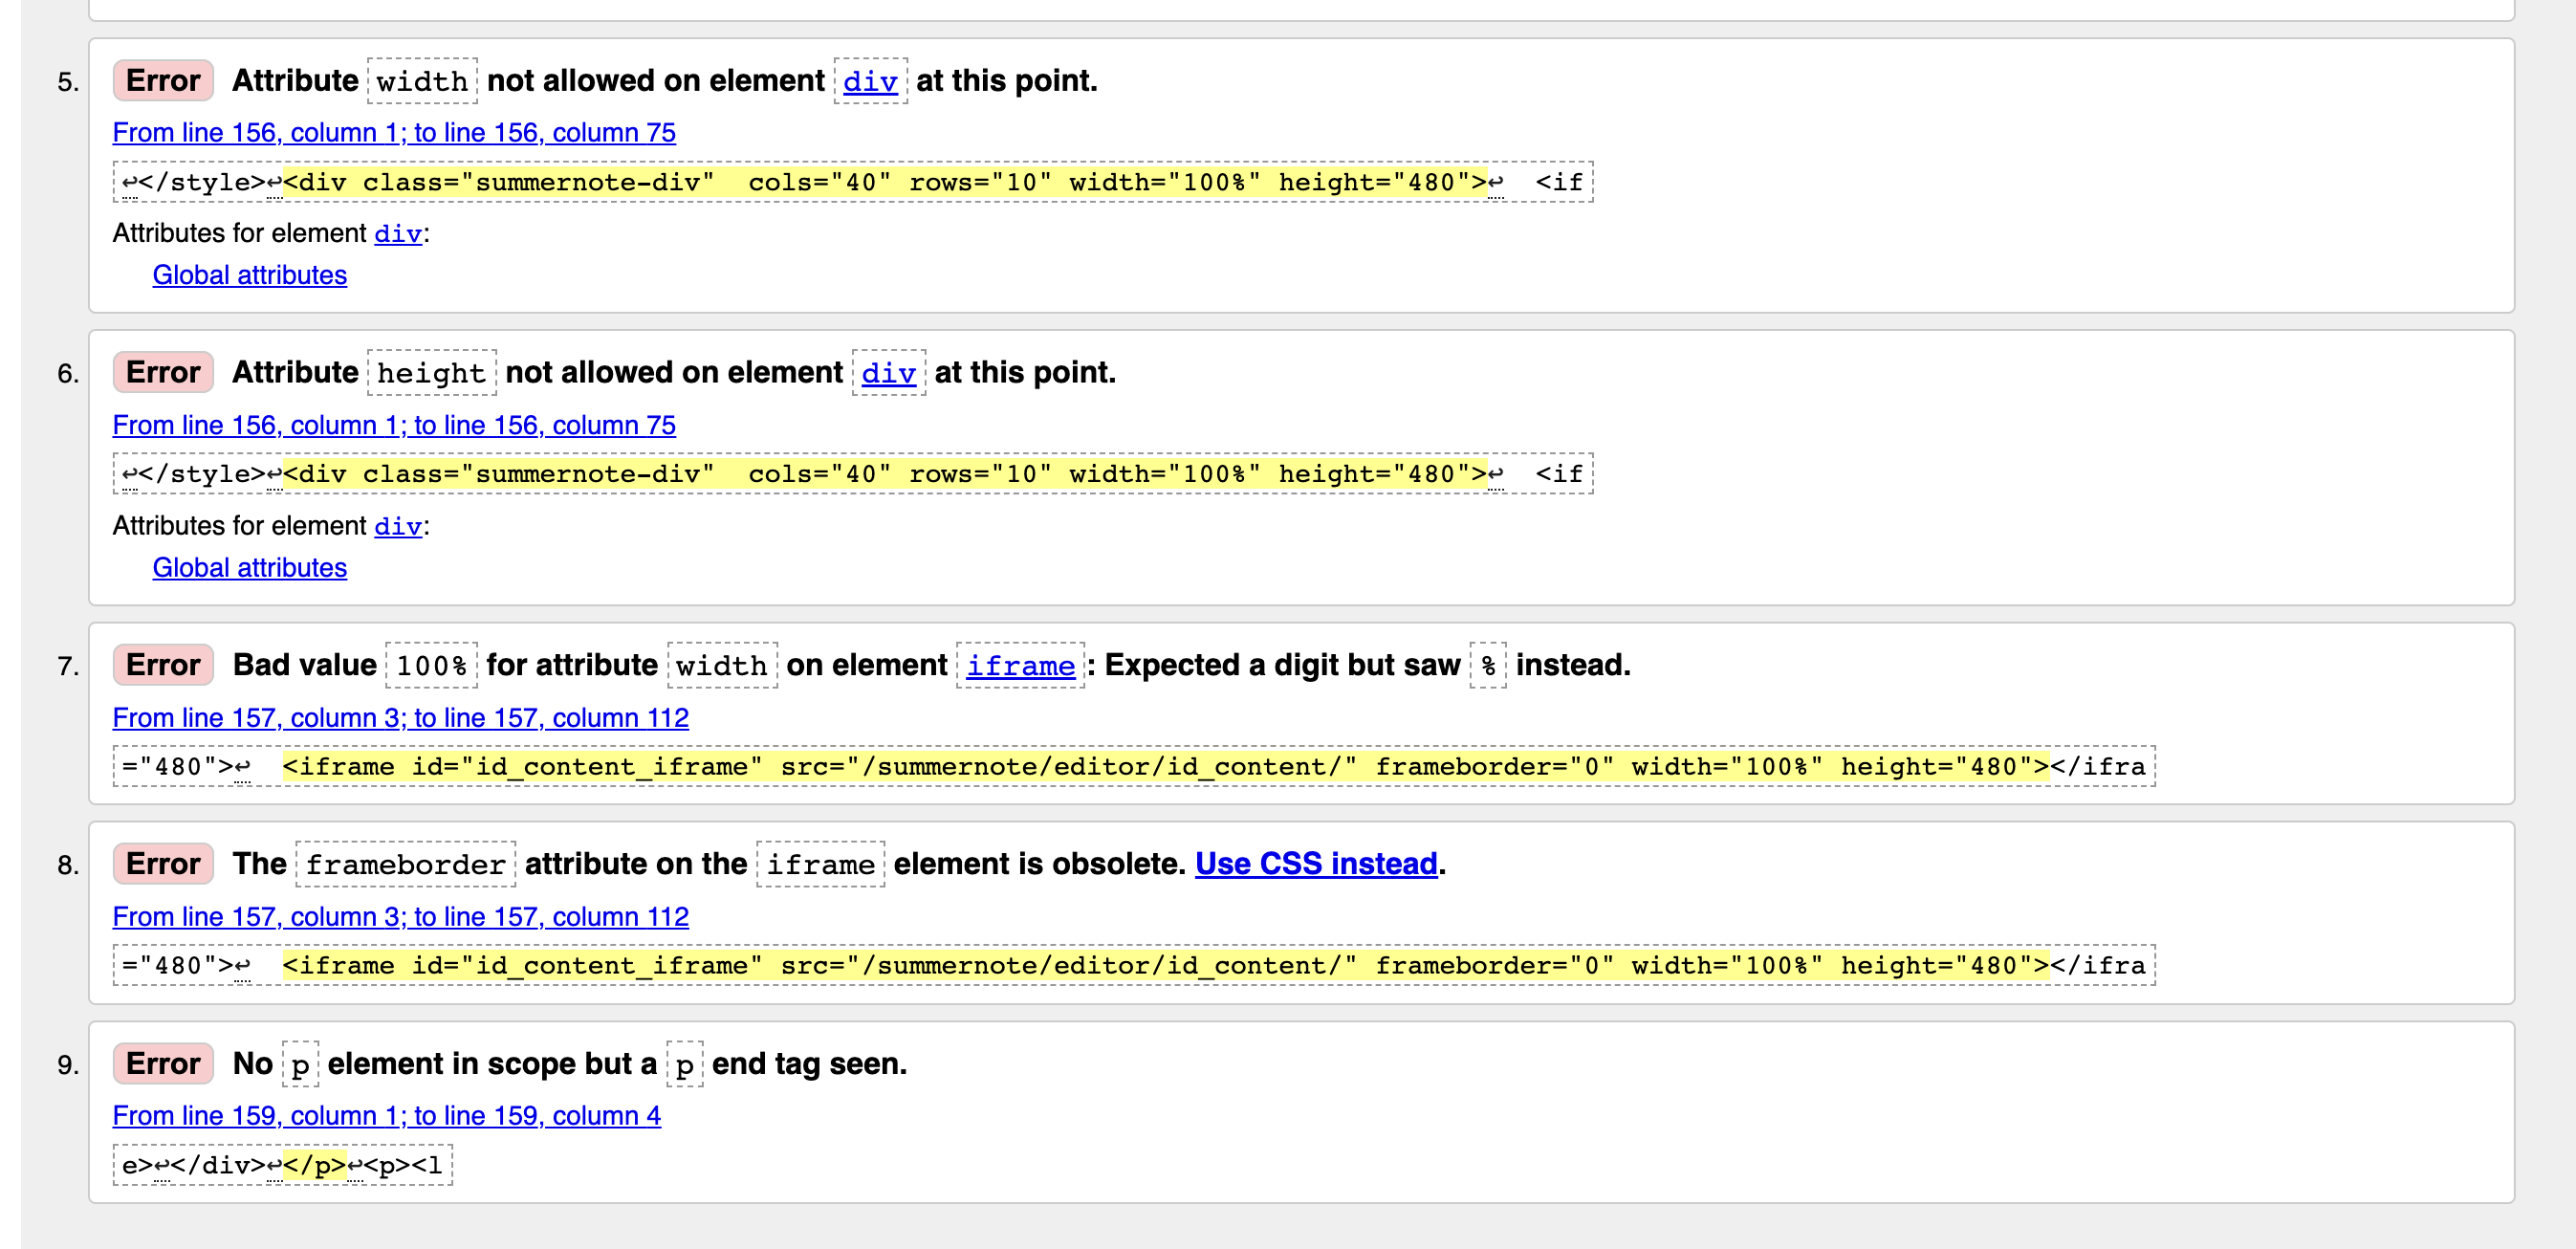 5. Error Attribute width not allowed on element div at this point.
From line 156, column 1; to line 156, column 75
↩</style>↩<div class="summernote-div"  cols="40" rows="10" width="100%" height="480">↩  <if
Attributes for element div:
Global attributes
6. Error Attribute height not allowed on element div at this point.
From line 156, column 1; to line 156, column 75
↩</style>↩<div class="summernote-div"  cols="40" rows="10" width="100%" height="480">↩  <if
Attributes for element div:
Global attributes
7. Error Bad value 100% for attribute width on element iframe: Expected a digit but saw % instead.
From line 157, column 3; to line 157, column 112
="480">↩  <iframe id="id_content_iframe" src="/summernote/editor/id_content/" frameborder="0" width="100%" height="480"></ifra
8. Error The frameborder attribute on the iframe element is obsolete. Use CSS instead.
From line 157, column 3; to line 157, column 112
="480">↩  <iframe id="id_content_iframe" src="/summernote/editor/id_content/" frameborder="0" width="100%" height="480"></ifra
9. Error No p element in scope but a p end tag seen.
From line 159, column 1; to line 159, column 4
e>↩</div>↩</p>↩<p><l